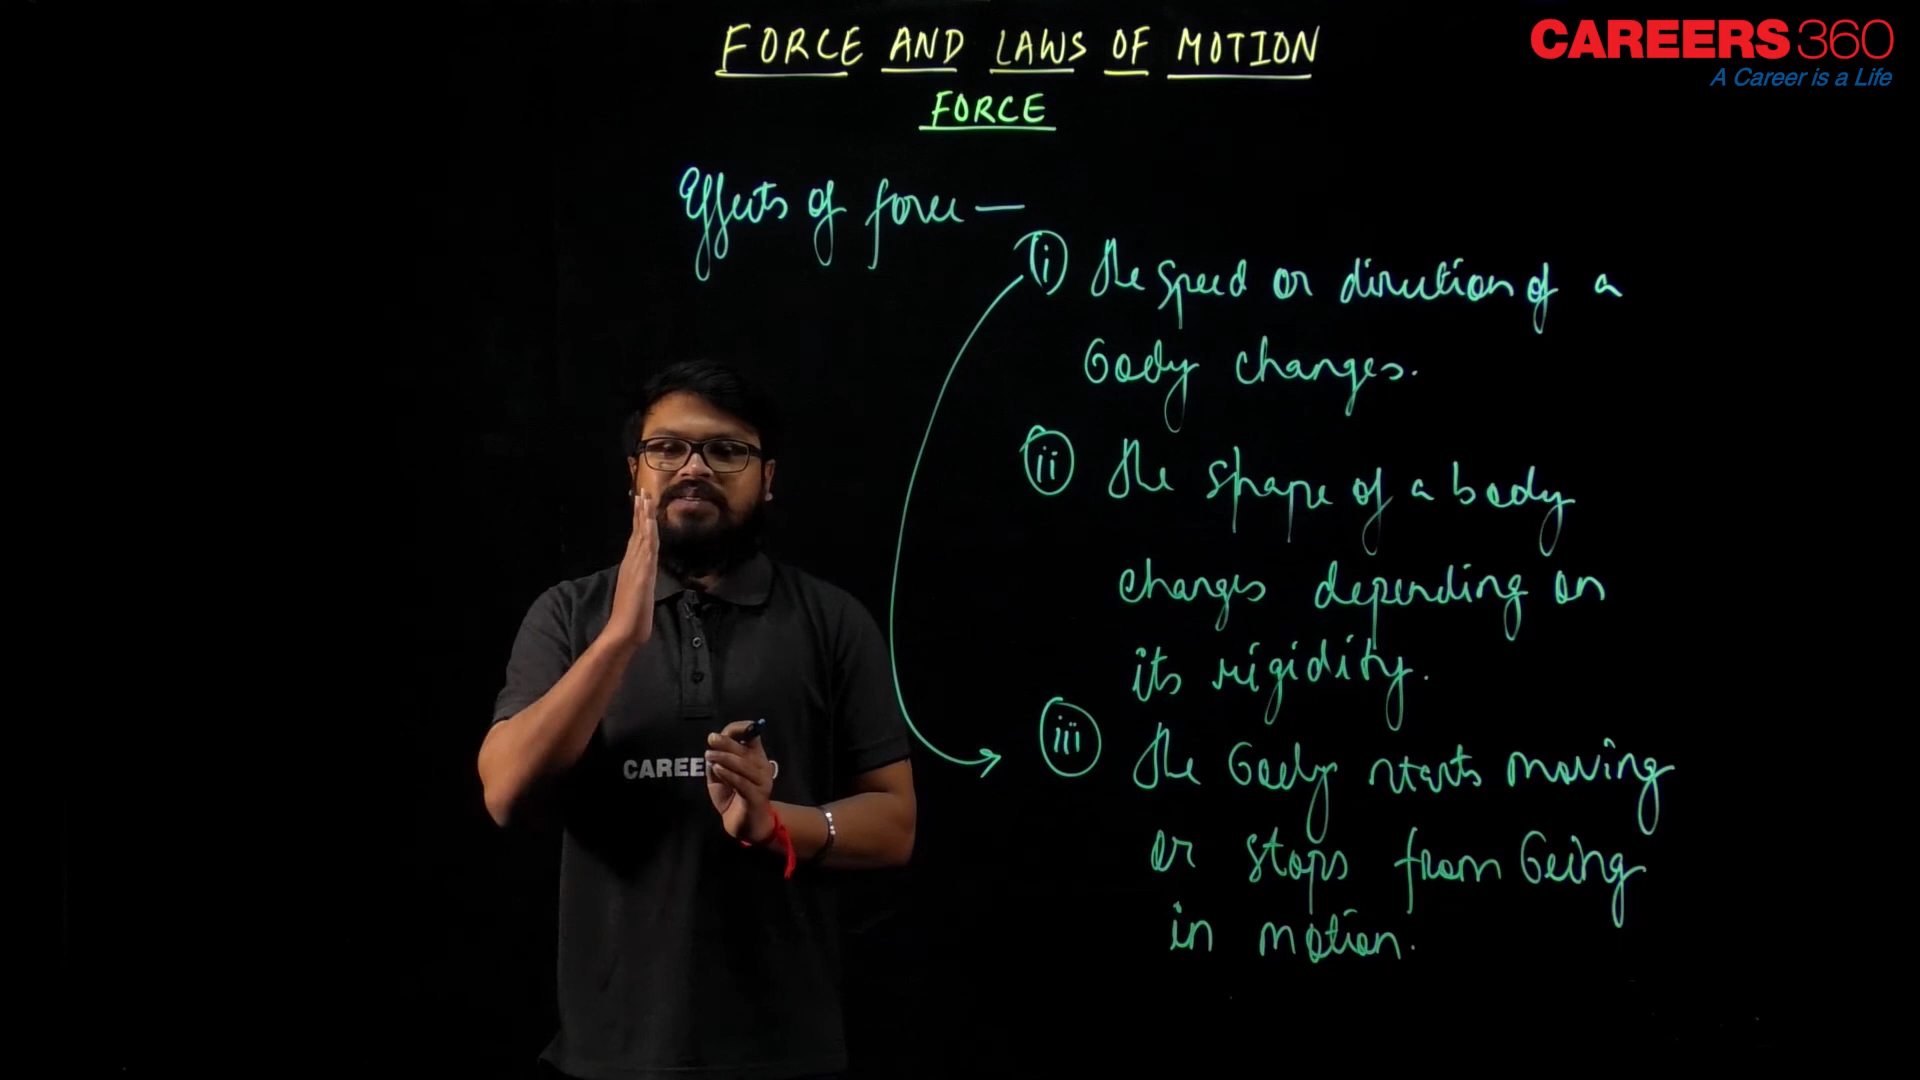 FORCE AND LAWS OF MOTION
CAREERS360
A Career is a Life
FORCE
Effects of force —
(i) The speed or direction of a
body changes.
(ii) The shape of a body
changes depending on
its rigidity.
(iii) The body starts moving
or stops from being
in motion.
CAREE